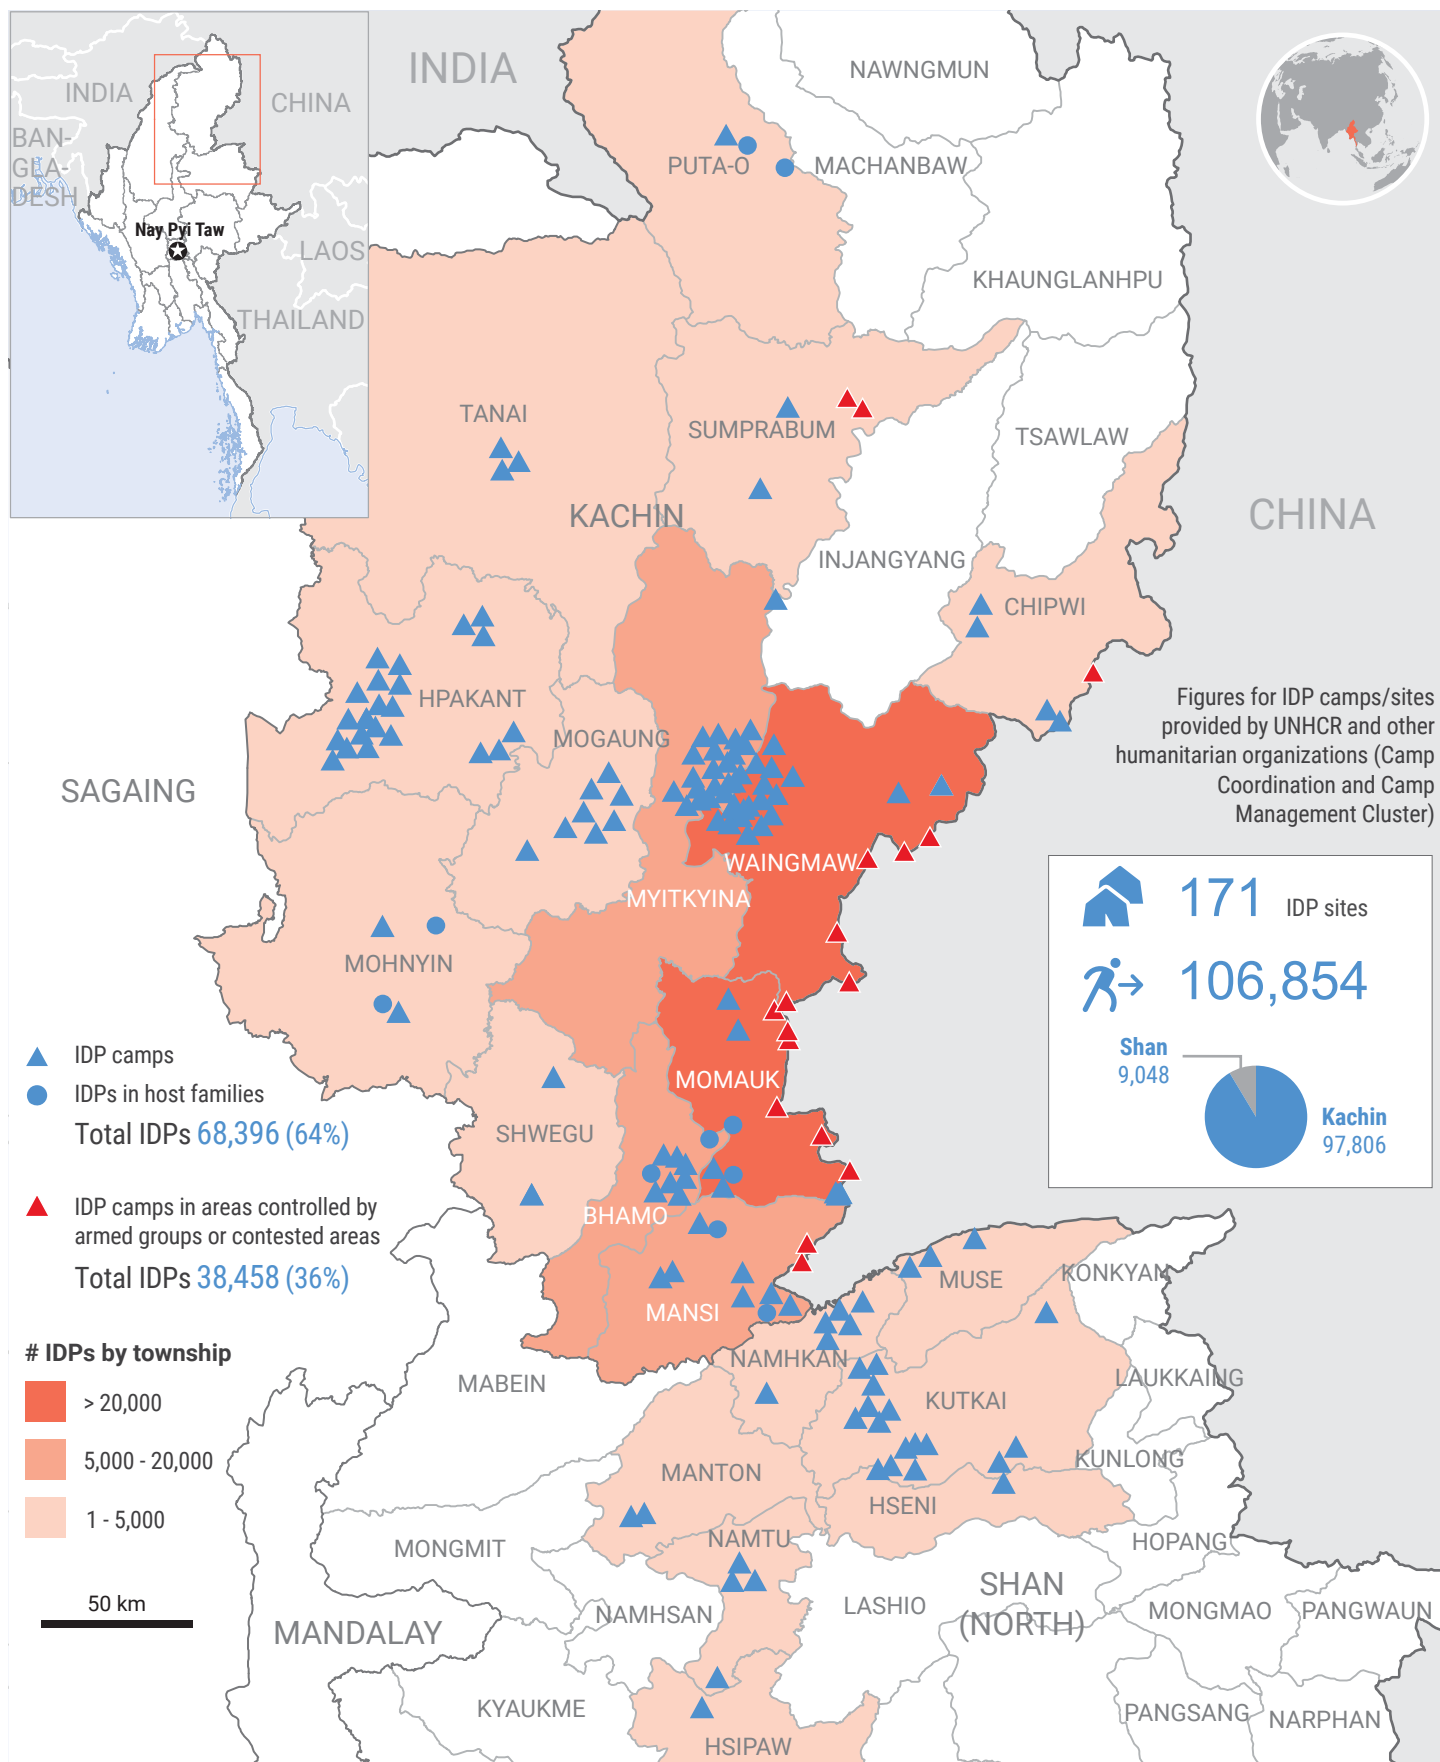 INDIA
CHINA
BAN-
GLA-
DESH
Nay Pyi Taw
LAOS
THAILAND
INDIA
NAWNGMUN
PUTA-O
MACHANBAW
KHAUNGLANHPU
TANAI
SUMPRABUM
TSAWLAW
KACHIN
CHINA
INJANGYANG
CHIPWI
HPAKANT
MOGAUNG
SAGAING
Figures for IDP camps/sites
provided by UNHCR and other
humanitarian organizations (Camp
Coordination and Camp
Management Cluster)
WAINGMAW
MYITKYINA
171 IDP sites
106,854
Shan
9,048
Kachin
97,806
MOHNYIN
MOMAUK
SHWEGU
BHAMO
MANSI
IDP camps
IDPs in host families
Total IDPs 68,396 (64%)
IDP camps in areas controlled by
armed groups or contested areas
Total IDPs 38,458 (36%)
# IDPs by township
> 20,000
5,000 - 20,000
1 - 5,000
50 km
MUSE
KONKYAN
NAMHKAN
MABEIN
LAUKKAING
KUTKAI
KUNLONG
MANTON
HSENI
NAMTU
HOPANG
MONGMIT
SHAN
(NORTH)
NAMHSAN
LASHIO
MONGMAO
PANGWAUN
MANDALAY
KYAUKME
PANGSANG
NARPHAN
HSIPAW